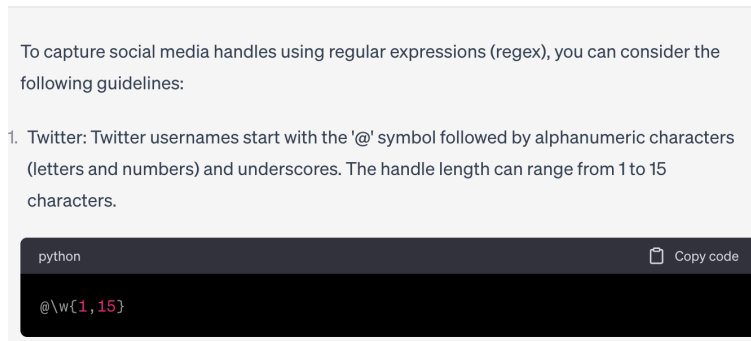 To capture social media handles using regular expressions (regex), you can consider the
following guidelines:
1. Twitter: Twitter usernames start with the '@' symbol followed by alphanumeric characters
(letters and numbers) and underscores. The handle length can range from 1 to 15
characters.
python Copy code
@\w{1,15}